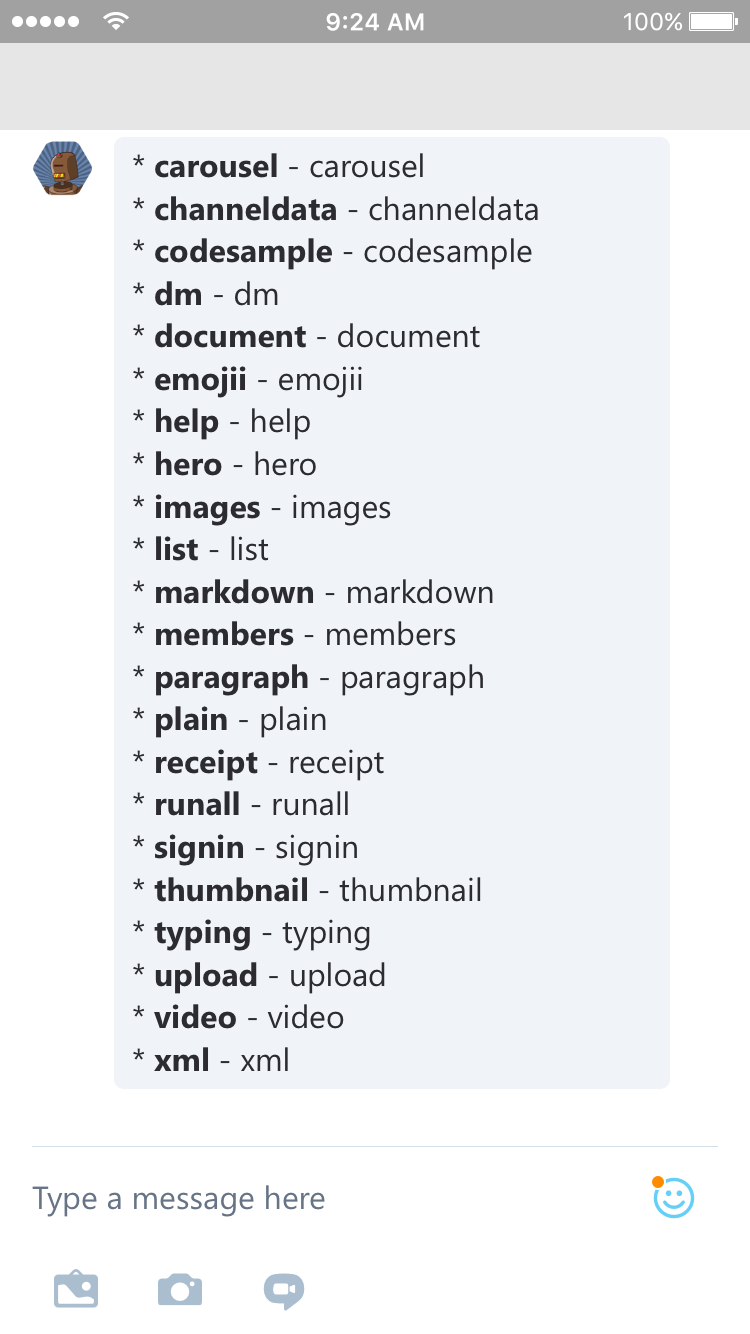 9:24 AM 100%
* carousel - carousel
* channeldata - channeldata
* codesample - codesample
* dm - dm
* document - document
* emojii - emojii
* help - help
* hero - hero
* images - images
* list - list
* markdown - markdown
* members - members
* paragraph - paragraph
* plain - plain
* receipt - receipt
* runall - runall
* signin - signin
* thumbnail - thumbnail
* typing - typing
* upload - upload
* video - video
* xml - xml
Type a message here